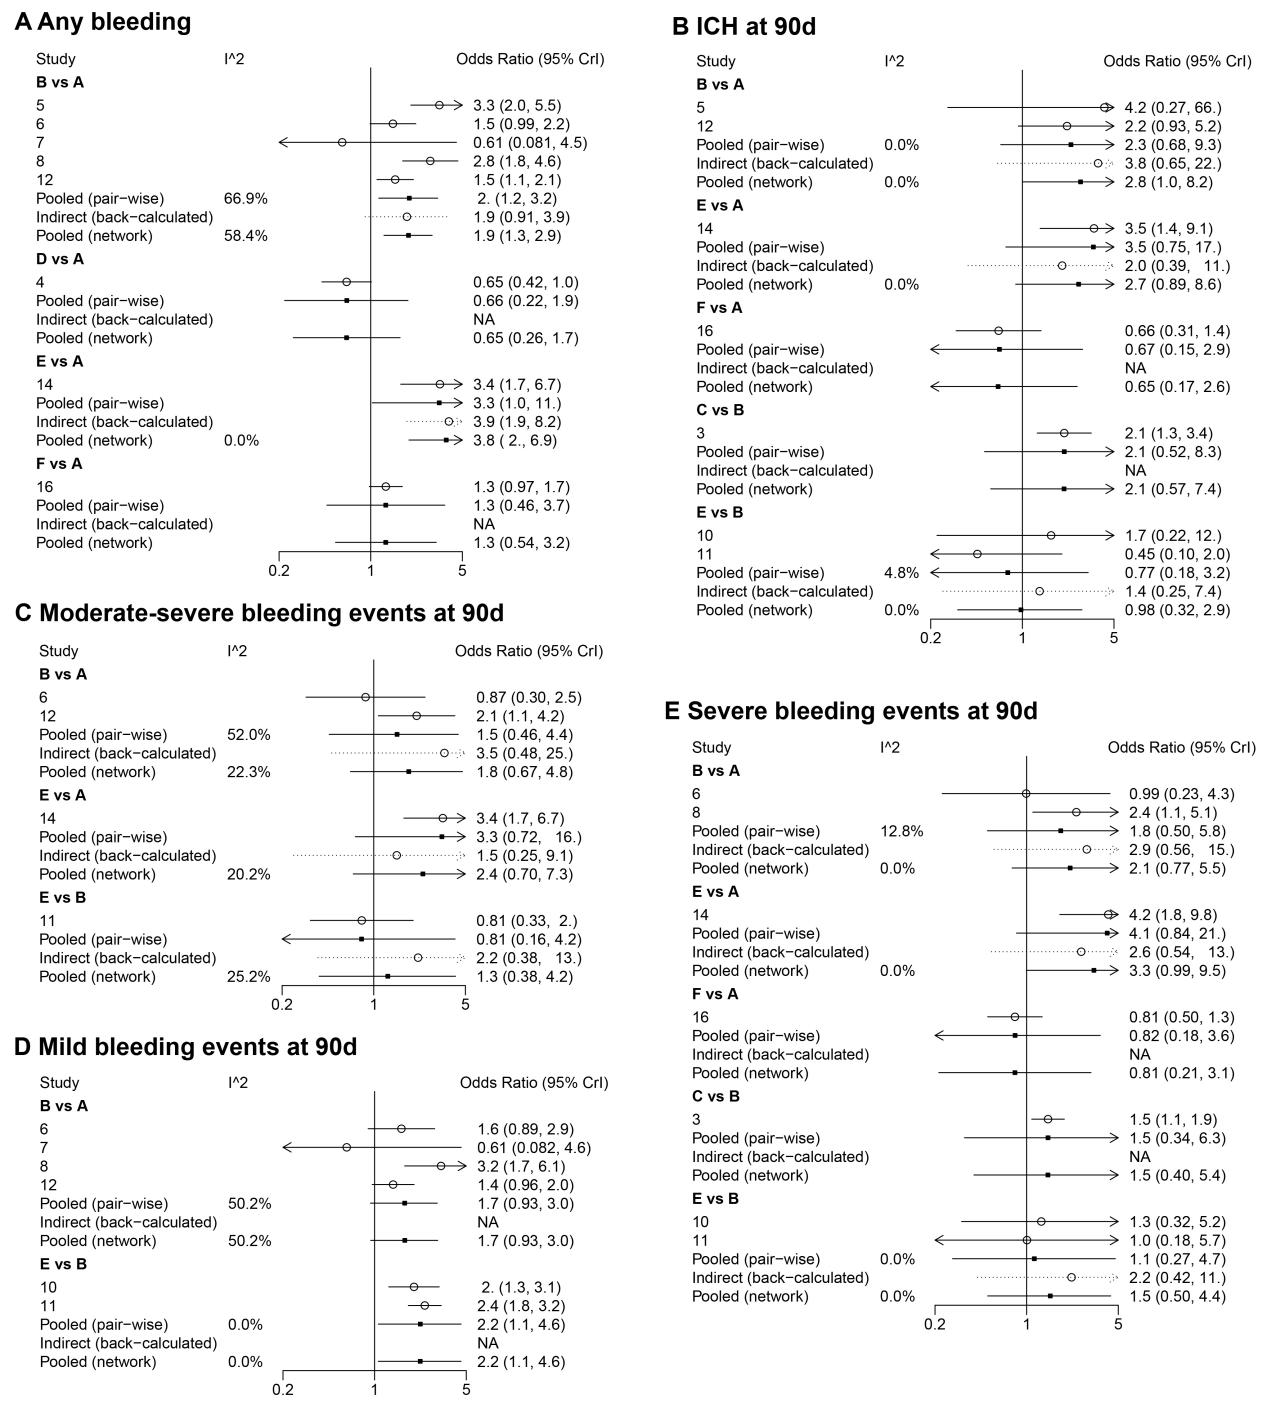 A Any bleeding
Study I^2 Odds Ratio (95% CrI)
B vs A
5 3.3 (2.0, 5.5)
6 1.5 (0.99, 2.2)
7 0.61 (0.081, 4.5)
8 2.8 (1.8, 4.6)
12 1.5 (1.1, 2.1)
Pooled (pair−wise) 66.9% 2. (1.2, 3.2)
Indirect (back−calculated) 1.9 (0.91, 3.9)
Pooled (network) 58.4% 1.9 (1.3, 2.9)
D vs A
4 0.65 (0.42, 1.0)
Pooled (pair−wise) 0.66 (0.22, 1.9)
Indirect (back−calculated) NA
Pooled (network) 0.65 (0.26, 1.7)
E vs A
14 3.4 (1.7, 6.7)
Pooled (pair−wise) 3.3 (1.0, 11.)
Indirect (back−calculated) 3.9 (1.9, 8.2)
Pooled (network) 0.0% 3.8 ( 2., 6.9)
F vs A
16 1.3 (0.97, 1.7)
Pooled (pair−wise) 1.3 (0.46, 3.7)
Indirect (back−calculated) NA
Pooled (network) 1.3 (0.54, 3.2)
0.2 1 5
B ICH at 90d
Study I^2 Odds Ratio (95% CrI)
B vs A
5 4.2 (0.27, 66.)
12 2.2 (0.93, 5.2)
Pooled (pair−wise) 0.0% 2.3 (0.68, 9.3)
Indirect (back−calculated) 3.8 (0.65, 22.)
Pooled (network) 0.0% 2.8 (1.0, 8.2)
E vs A
14 3.5 (1.4, 9.1)
Pooled (pair−wise) 3.5 (0.75, 17.)
Indirect (back−calculated) 2.0 (0.39, 11.)
Pooled (network) 0.0% 2.7 (0.89, 8.6)
F vs A
16 0.66 (0.31, 1.4)
Pooled (pair−wise) 0.67 (0.15, 2.9)
Indirect (back−calculated) NA
Pooled (network) 0.65 (0.17, 2.6)
C vs B
3 2.1 (1.3, 3.4)
Pooled (pair−wise) 2.1 (0.52, 8.3)
Indirect (back−calculated) NA
Pooled (network) 2.1 (0.57, 7.4)
E vs B
10 1.7 (0.22, 12.)
11 0.45 (0.10, 2.0)
Pooled (pair−wise) 4.8% 0.77 (0.18, 3.2)
Indirect (back−calculated) 1.4 (0.25, 7.4)
Pooled (network) 0.0% 0.98 (0.32, 2.9)
0.2 1 5
C Moderate-severe bleeding events at 90d
Study I^2 Odds Ratio (95% CrI)
B vs A
6 0.87 (0.30, 2.5)
12 2.1 (1.1, 4.2)
Pooled (pair−wise) 52.0% 1.5 (0.46, 4.4)
Indirect (back−calculated) 3.5 (0.48, 25.)
Pooled (network) 22.3% 1.8 (0.67, 4.8)
E vs A
14 3.4 (1.7, 6.7)
Pooled (pair−wise) 3.3 (0.72, 16.)
Indirect (back−calculated) 1.5 (0.25, 9.1)
Pooled (network) 20.2% 2.4 (0.70, 7.3)
E vs B
11 0.81 (0.33, 2.)
Pooled (pair−wise) 0.81 (0.16, 4.2)
Indirect (back−calculated) 2.2 (0.38, 13.)
Pooled (network) 25.2% 1.3 (0.38, 4.2)
0.2 1 5
D Mild bleeding events at 90d
Study I^2 Odds Ratio (95% CrI)
B vs A
6 1.6 (0.89, 2.9)
7 0.61 (0.082, 4.6)
8 3.2 (1.7, 6.1)
12 1.4 (0.96, 2.0)
Pooled (pair−wise) 50.2% 1.7 (0.93, 3.0)
Indirect (back−calculated) NA
Pooled (network) 50.2% 1.7 (0.93, 3.0)
E vs B
10 2. (1.3, 3.1)
11 2.4 (1.8, 3.2)
Pooled (pair−wise) 0.0% 2.2 (1.1, 4.6)
Indirect (back−calculated) NA
Pooled (network) 0.0% 2.2 (1.1, 4.6)
0.2 1 5
E Severe bleeding events at 90d
Study I^2 Odds Ratio (95% CrI)
B vs A
6 0.99 (0.23, 4.3)
8 2.4 (1.1, 5.1)
Pooled (pair−wise) 12.8% 1.8 (0.50, 5.8)
Indirect (back−calculated) 2.9 (0.56, 15.)
Pooled (network) 0.0% 2.1 (0.77, 5.5)
E vs A
14 4.2 (1.8, 9.8)
Pooled (pair−wise) 4.1 (0.84, 21.)
Indirect (back−calculated) 2.6 (0.54, 13.)
Pooled (network) 0.0% 3.3 (0.99, 9.5)
F vs A
16 0.81 (0.50, 1.3)
Pooled (pair−wise) 0.82 (0.18, 3.6)
Indirect (back−calculated) NA
Pooled (network) 0.81 (0.21, 3.1)
C vs B
3 1.5 (1.1, 1.9)
Pooled (pair−wise) 1.5 (0.34, 6.3)
Indirect (back−calculated) NA
Pooled (network) 1.5 (0.40, 5.4)
E vs B
10 1.3 (0.32, 5.2)
11 1.0 (0.18, 5.7)
Pooled (pair−wise) 0.0% 1.1 (0.27, 4.7)
Indirect (back−calculated) 2.2 (0.42, 11.)
Pooled (network) 0.0% 1.5 (0.50, 4.4)
0.2 1 5